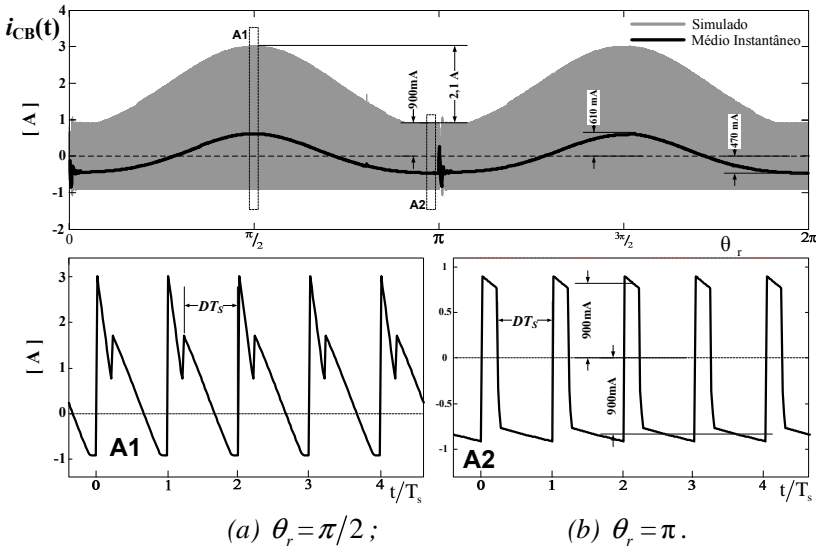 i_CB(t)
[ A ]
4
3
2
1
0
-1
-2
A1
A2
900mA
2,1 A
610 mA
470 mA
Simulado
Médio Instantâneo
0
π/2
π
3π/2
2π
θ_r
[ A ]
3
2
1
0
-1
DT_S
A1
0
1
2
3
4
t/T_s
1
0.5
0
-0.5
-1
DT_S
900mA
900mA
A2
0
1
2
3
4
t/T_s
(a) θ_r = π/2 ;
(b) θ_r = π .